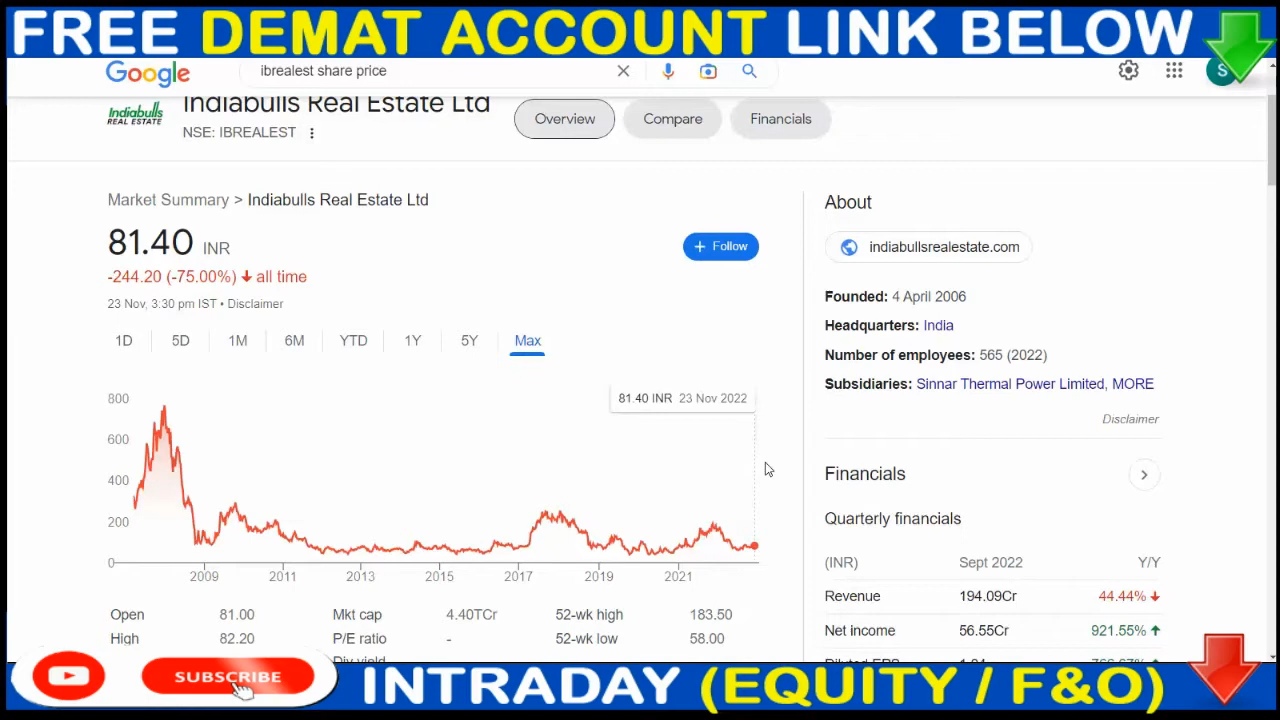 FREE DEMAT ACCOUNT LINK BELOW
Google
ibrealest share price
S
Indiabulls
REAL ESTATE
Indiabulls Real Estate Ltd
NSE: IBREALEST
Overview
Compare
Financials
Market Summary > Indiabulls Real Estate Ltd
81.40 INR
+ Follow
-244.20 (-75.00%) all time
23 Nov, 3:30 pm IST • Disclaimer
1D
5D
1M
6M
YTD
1Y
5Y
Max
81.40 INR 23 Nov 2022
800
600
400
200
0
2009
2011
2013
2015
2017
2019
2021
Open 81.00 Mkt cap 4.40TCr 52-wk high 183.50
High 82.20 P/E ratio - 52-wk low 58.00
Div yield
About
indiabullsrealestate.com
Founded: 4 April 2006
Headquarters: India
Number of employees: 565 (2022)
Subsidiaries: Sinnar Thermal Power Limited, MORE
Disclaimer
Financials
Quarterly financials
(INR) Sept 2022 Y/Y
Revenue 194.09Cr 44.44%
Net income 56.55Cr 921.55%
SUBSCRIBE
INTRADAY (EQUITY / F&O)